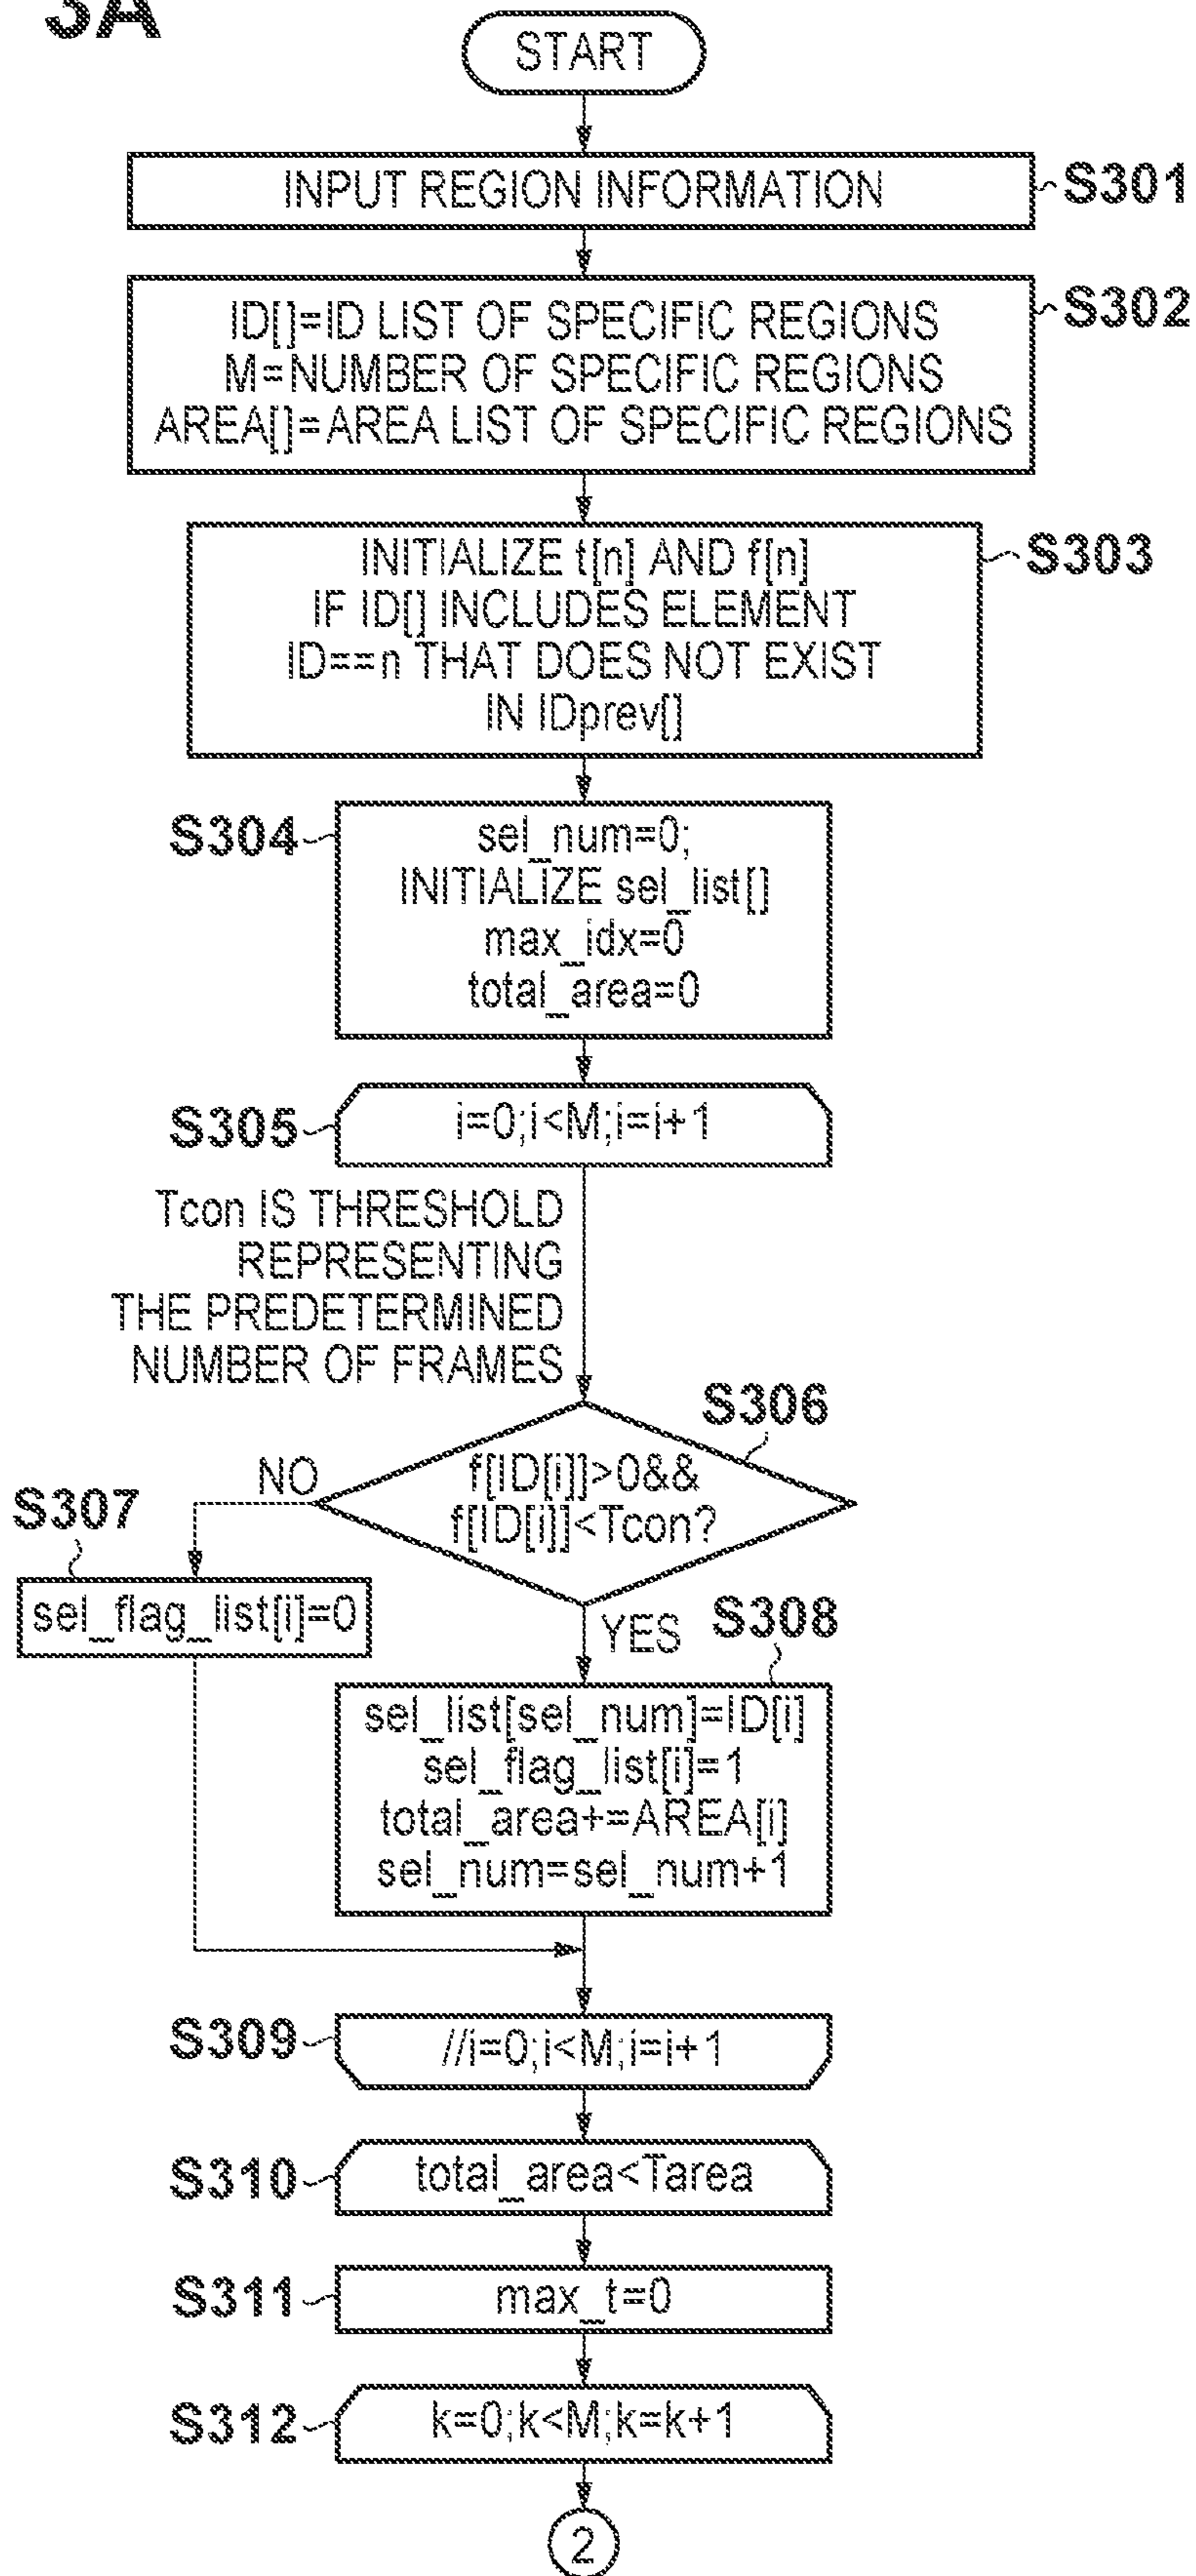 3A
START
INPUT REGION INFORMATION
S301
ID[]=ID LIST OF SPECIFIC REGIONS
M=NUMBER OF SPECIFIC REGIONS
AREA[]=AREA LIST OF SPECIFIC REGIONS
S302
INITIALIZE t[n] AND f[n]
IF ID[] INCLUDES ELEMENT
ID==n THAT DOES NOT EXIST
IN IDprev[]
S303
S304
sel_num=0;
INITIALIZE sel_list[]
max_idx=0
total_area=0
S305
i=0;i<M;i=i+1
Tcon IS THRESHOLD
REPRESENTING
THE PREDETERMINED
NUMBER OF FRAMES
S306
f[ID[i]]>0&&
f[ID[i]]<Tcon?
NO
S307
sel_flag_list[i]=0
YES
S308
sel_list[sel_num]=ID[i]
sel_flag_list[i]=1
total_area+=AREA[i]
sel_num=sel_num+1
S309
//i=0;i<M;i=i+1
S310
total_area<Tarea
S311
max_t=0
S312
k=0;k<M;k=k+1
2